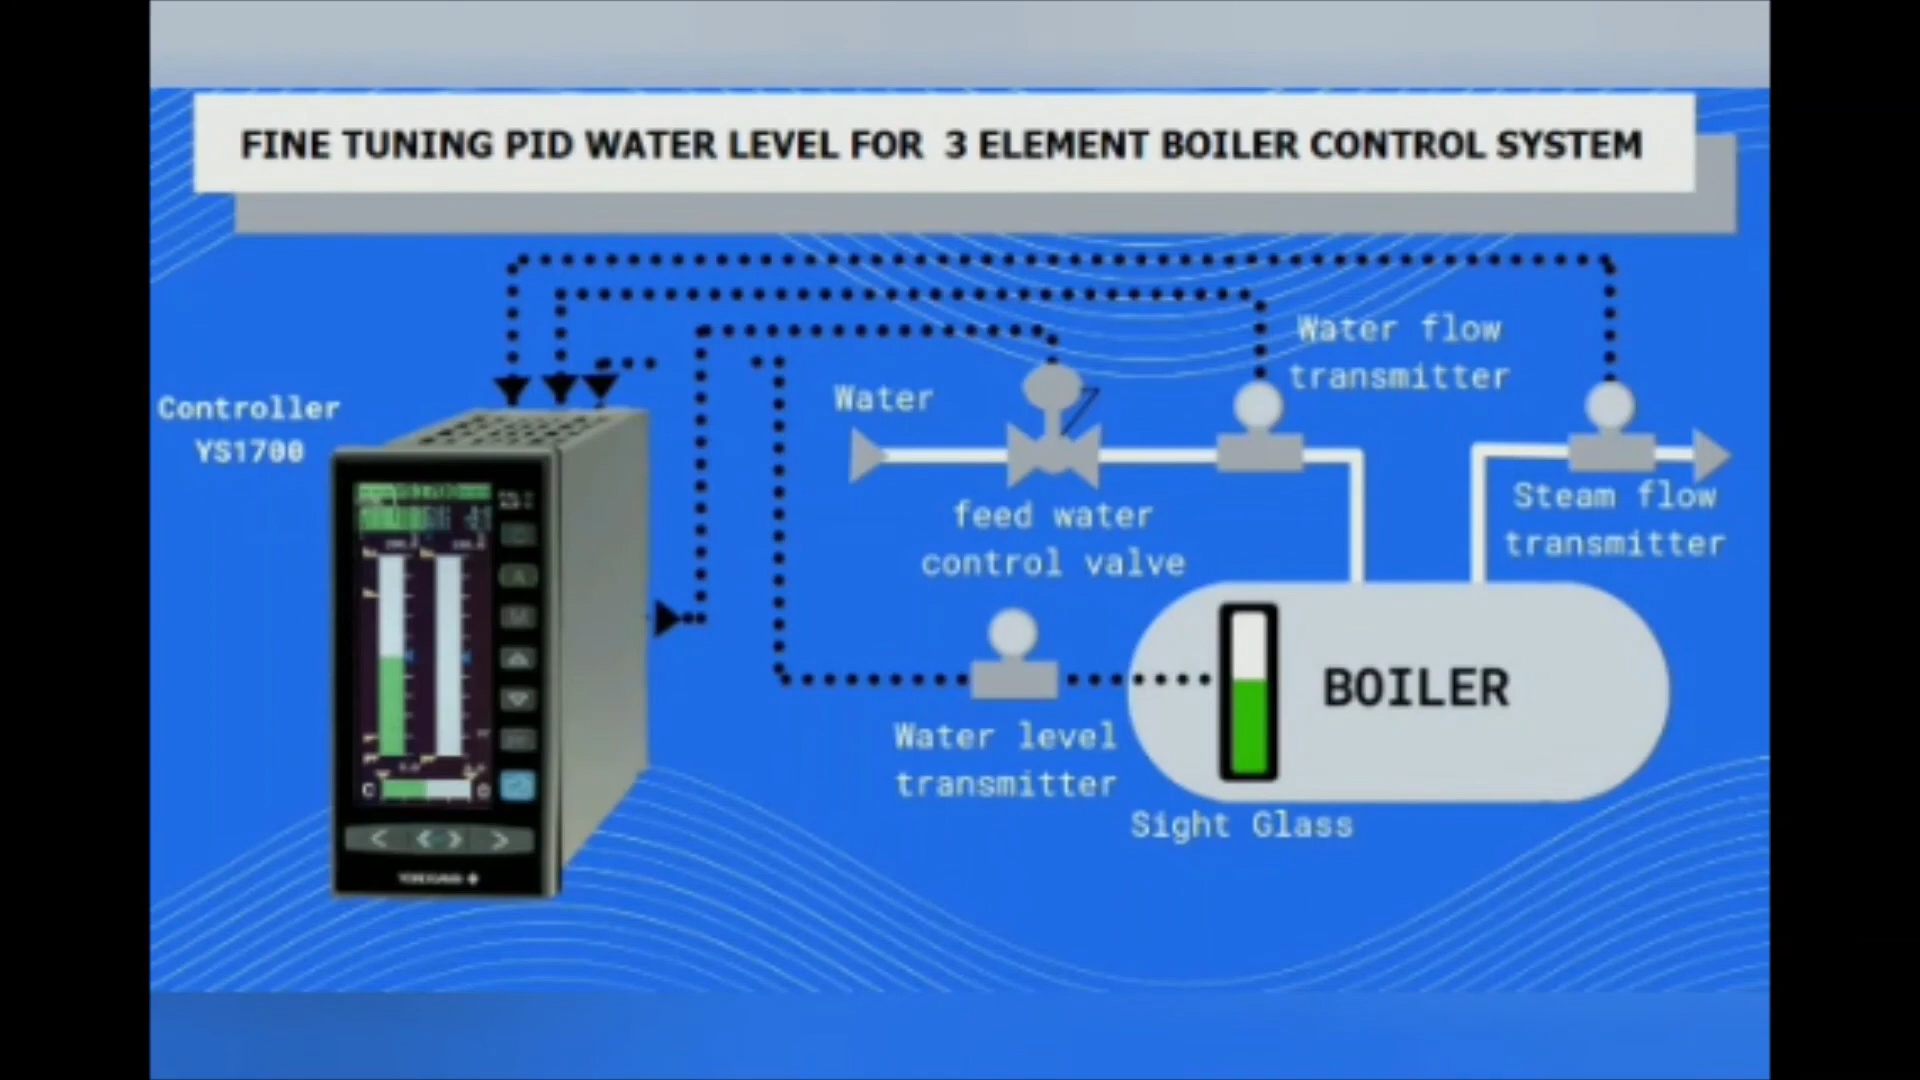 FINE TUNING PID WATER LEVEL FOR 3 ELEMENT BOILER CONTROL SYSTEM
Water flow
transmitter
Water
Controller
YS1700
Steam flow
transmitter
feed water
control valve
BOILER
Water level
transmitter
C
Sight Glass
YOKOGAWA